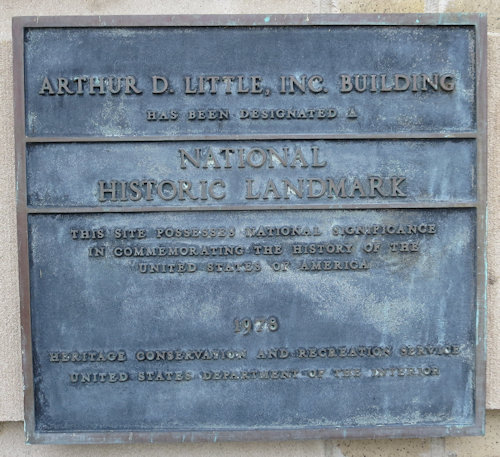 ARTHUR D. LITTLE, INC. BUILDING
HAS BEEN DESIGNATED A
NATIONAL
HISTORIC LANDMARK
THIS SITE POSSESSES NATIONAL SIGNIFICANCE
IN COMMEMORATING THE HISTORY OF THE
UNITED STATES OF AMERICA
1978
HERITAGE CONSERVATION AND RECREATION SERVICE
UNITED STATES DEPARTMENT OF THE INTERIOR